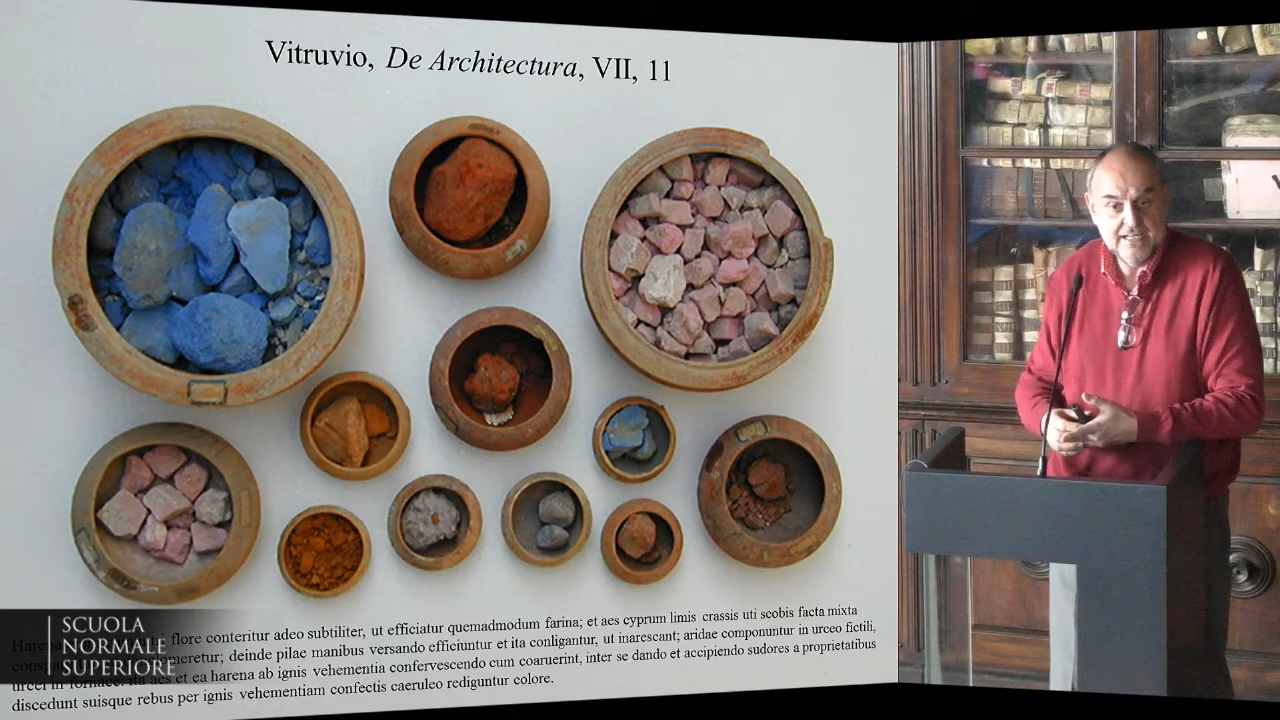 Vitruvio, De Architectura, VII, 11
flore conteritur adeo subtiliter, ut efficiatur quemadmodum farina; et aes cyprum limis crassis uti scobis facta mixta
deinde pilae manibus versando efficiuntur et ita conligantur, ut inarescant; aridae componuntur in urceo fictili,
aes et ea harena ab ignis vehementia confervescendo cum coaruerint, inter se dando et accipiendo sudores a proprietatibus
discedunt suisque rebus per ignis vehementiam confectis caeruleo rediguntur colore.
SCUOLA
NORMALE
SUPERIORE